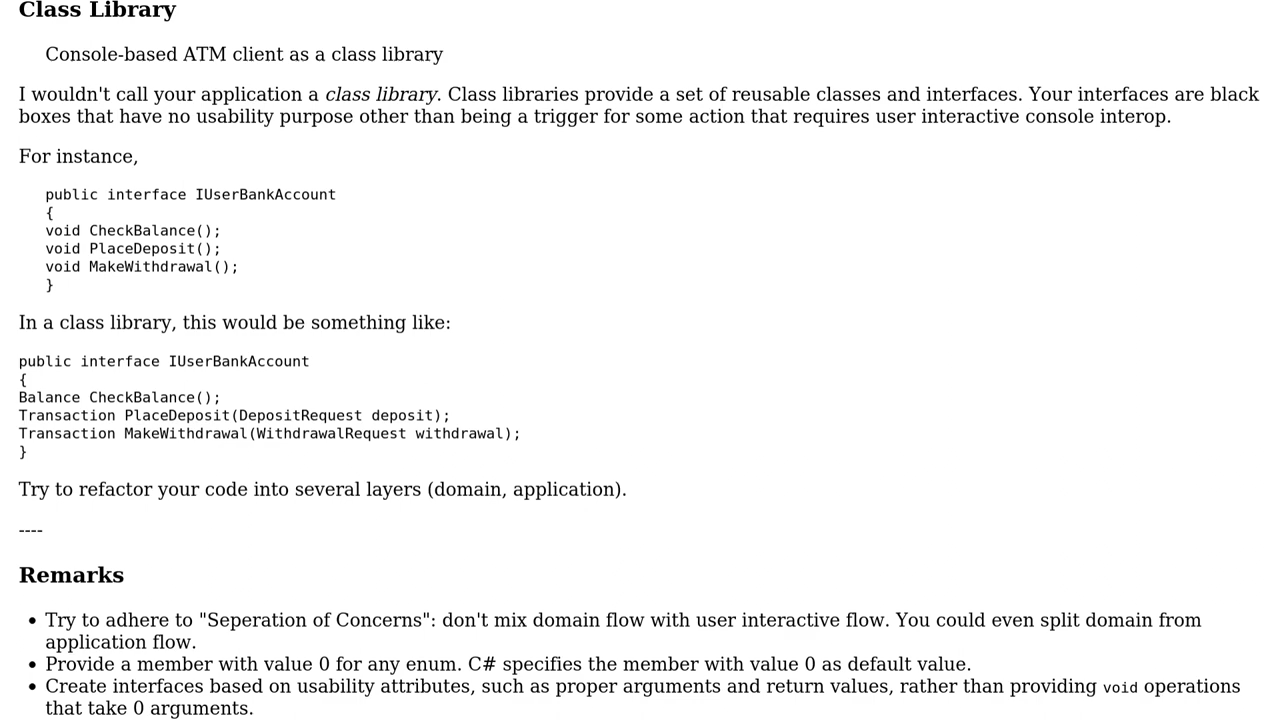 Class Library
Console-based ATM client as a class library
I wouldn't call your application a class library. Class libraries provide a set of reusable classes and interfaces. Your interfaces are black
boxes that have no usability purpose other than being a trigger for some action that requires user interactive console interop.
For instance,
public interface IUserBankAccount
{
void CheckBalance();
void PlaceDeposit();
void MakeWithdrawal();
}
In a class library, this would be something like:
public interface IUserBankAccount
{
Balance CheckBalance();
Transaction PlaceDeposit(DepositRequest deposit);
Transaction MakeWithdrawal(WithdrawalRequest withdrawal);
}
Try to refactor your code into several layers (domain, application).
----
Remarks
• Try to adhere to "Seperation of Concerns": don't mix domain flow with user interactive flow. You could even split domain from
application flow.
• Provide a member with value 0 for any enum. C# specifies the member with value 0 as default value.
• Create interfaces based on usability attributes, such as proper arguments and return values, rather than providing void operations
that take 0 arguments.